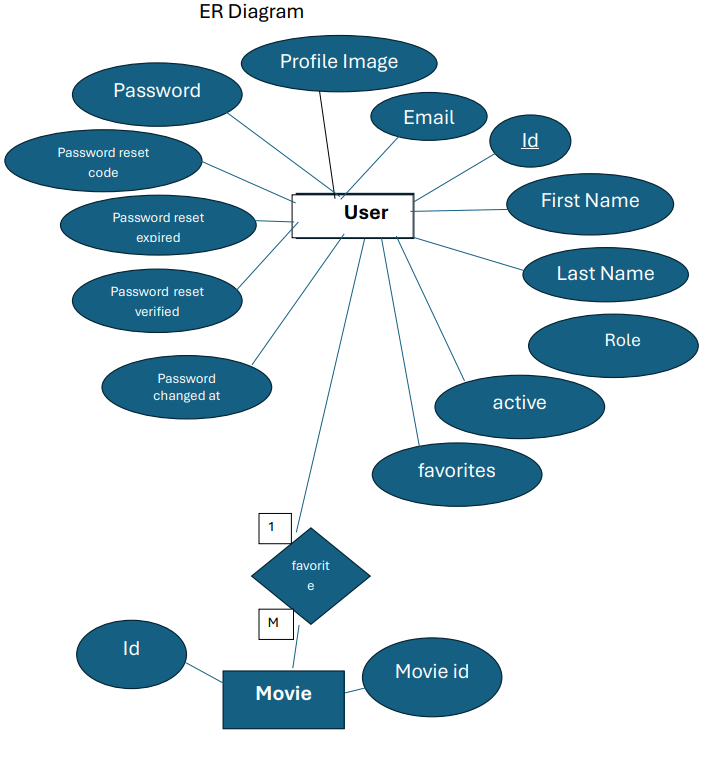 ER Diagram
Profile Image
Password
Email
Id
Password reset
code
First Name
User
Password reset
expired
Last Name
Password reset
verified
Role
Password
changed at
active
favorites
1
favorit
e
M
Id
Movie id
Movie